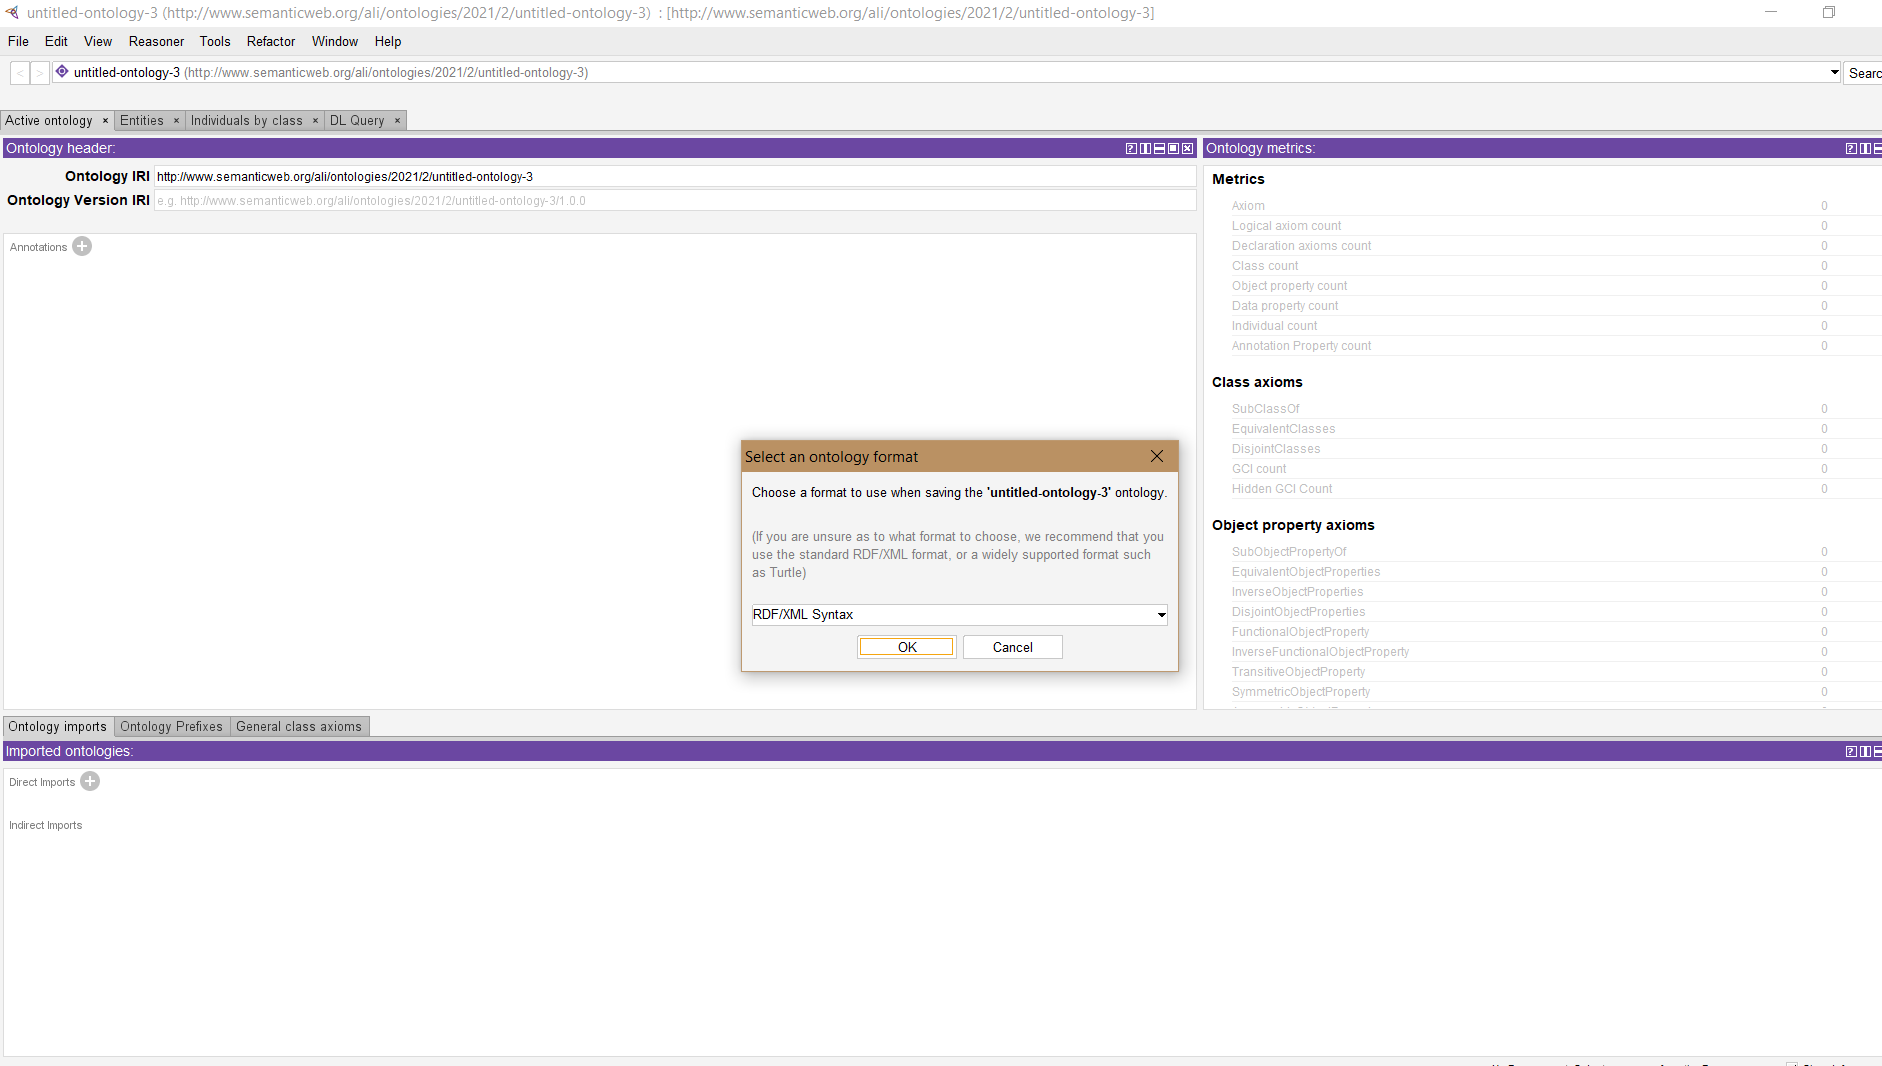 untitled-ontology-3 (http://www.semanticweb.org/ali/ontologies/2021/2/untitled-ontology-3) : [http://www.semanticweb.org/ali/ontologies/2021/2/untitled-ontology-3]
File Edit View Reasoner Tools Refactor Window Help
< > untitled-ontology-3 (http://www.semanticweb.org/ali/ontologies/2021/2/untitled-ontology-3) Searc
Active ontology × Entities × Individuals by class × DL Query ×
Ontology header:
Ontology IRI http://www.semanticweb.org/ali/ontologies/2021/2/untitled-ontology-3
Ontology Version IRI e.g. http://www.semanticweb.org/ali/ontologies/2021/2/untitled-ontology-3/1.0.0
Annotations
Ontology metrics:
Metrics
Axiom 0
Logical axiom count 0
Declaration axioms count 0
Class count 0
Object property count 0
Data property count 0
Individual count 0
Annotation Property count 0
Class axioms
SubClassOf 0
EquivalentClasses 0
DisjointClasses 0
GCI count 0
Hidden GCI Count 0
Object property axioms
SubObjectPropertyOf 0
EquivalentObjectProperties 0
InverseObjectProperties 0
DisjointObjectProperties 0
FunctionalObjectProperty 0
InverseFunctionalObjectProperty 0
TransitiveObjectProperty 0
SymmetricObjectProperty 0
Select an ontology format
Choose a format to use when saving the 'untitled-ontology-3' ontology.
(If you are unsure as to what format to choose, we recommend that you
use the standard RDF/XML format, or a widely supported format such
as Turtle)
RDF/XML Syntax
OK Cancel
Ontology imports Ontology Prefixes General class axioms
Imported ontologies:
Direct Imports
Indirect Imports